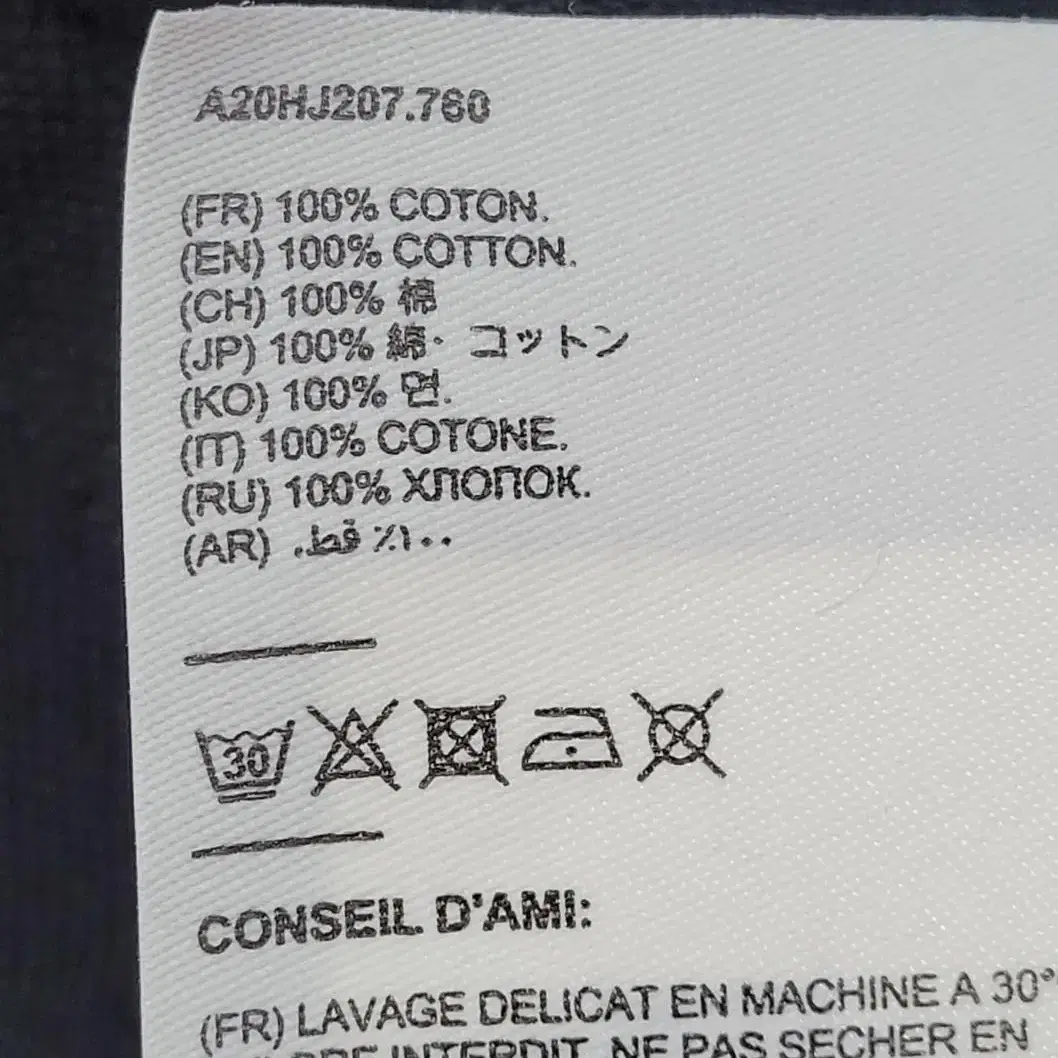 A20HJ207.760
(FR) 100% COTON.
(EN) 100% COTTON.
(CH) 100% 棉
(JP) 100% 綿・コットン
(KO) 100% 면.
(IT) 100% COTONE.
(RU) 100% ХЛОПОК.
(AR) ١٠٠٪ قطن.
30
CONSEIL D'AMI:
(FR) LAVAGE DELICAT EN MACHINE A 30°
INTERDIT. NE PAS SECHER EN